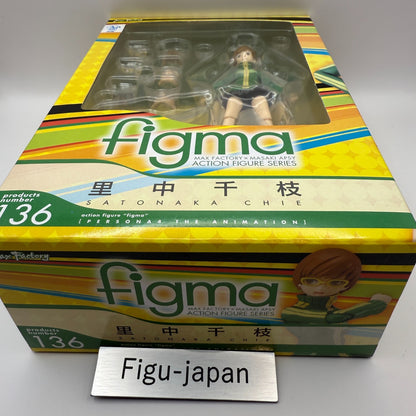 figma
MAX FACTORY × MASAKI APSY
ACTION FIGURE SERIES
products
number
136
里中千枝
SATONAKA CHIE
action figure "figma"
[PERSONA4 THE ANIMATION]
Max Factory
figma
MAX FACTORY × MASAKI APSY
ACTION FIGURE SERIES
products
number
136
里中千枝
SATONAKA CHIE
Figu-japan